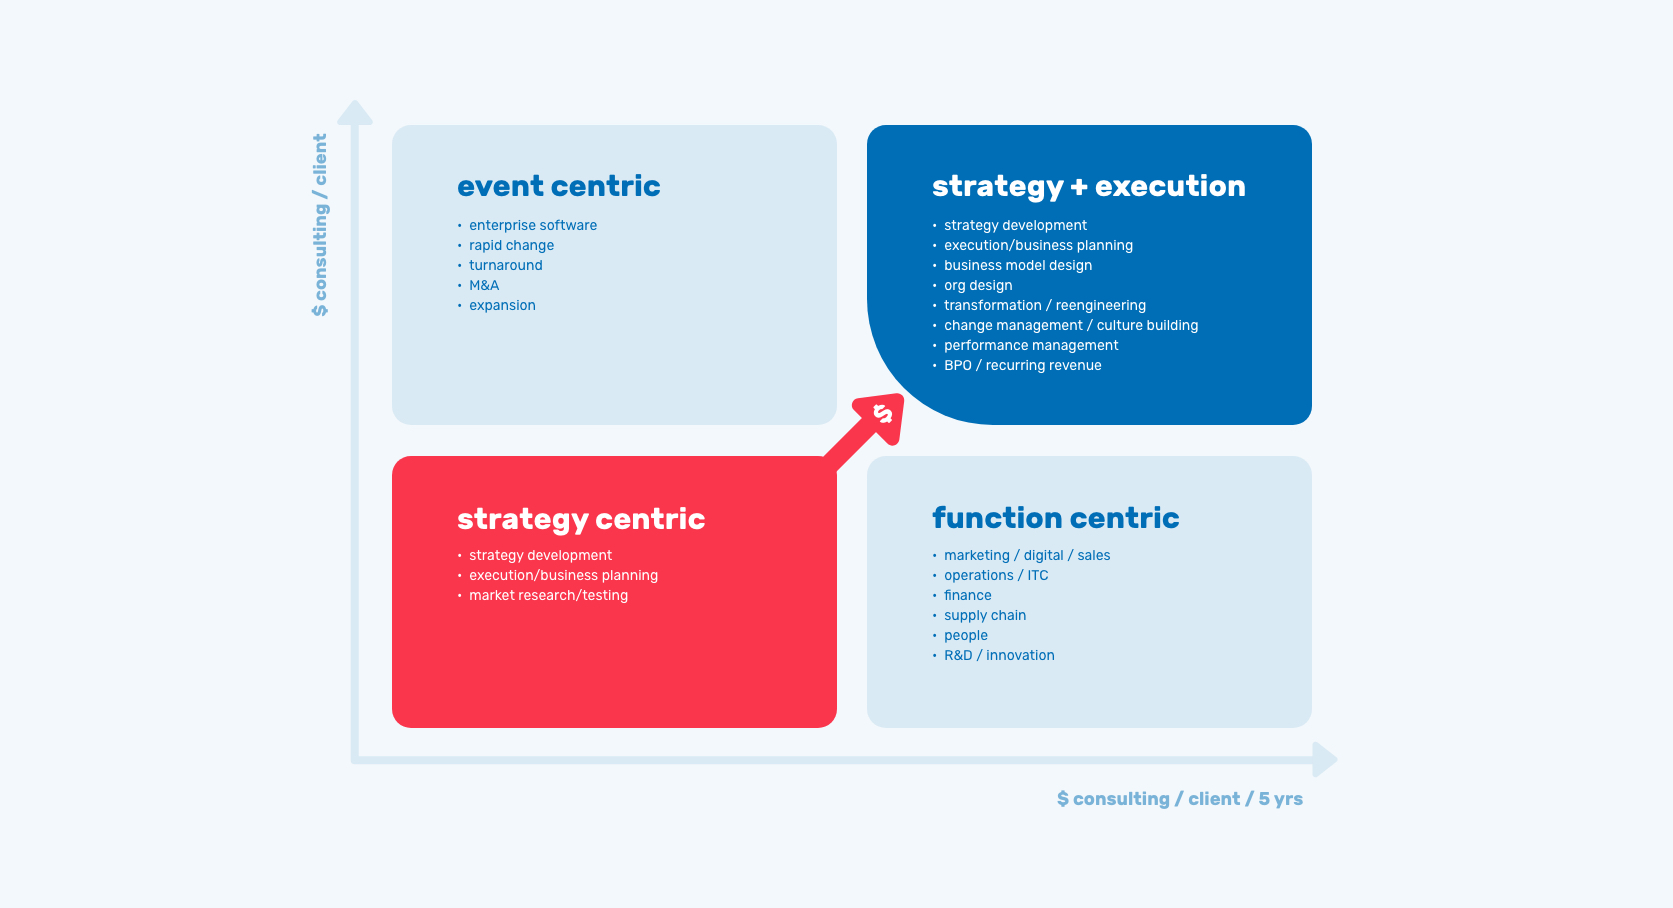 $ consulting / client
event centric
• enterprise software
• rapid change
• turnaround
• M&A
• expansion
strategy + execution
• strategy development
• execution/business planning
• business model design
• org design
• transformation / reengineering
• change management / culture building
• performance management
• BPO / recurring revenue
$
strategy centric
• strategy development
• execution/business planning
• market research/testing
function centric
• marketing / digital / sales
• operations / ITC
• finance
• supply chain
• people
• R&D / innovation
$ consulting / client / 5 yrs